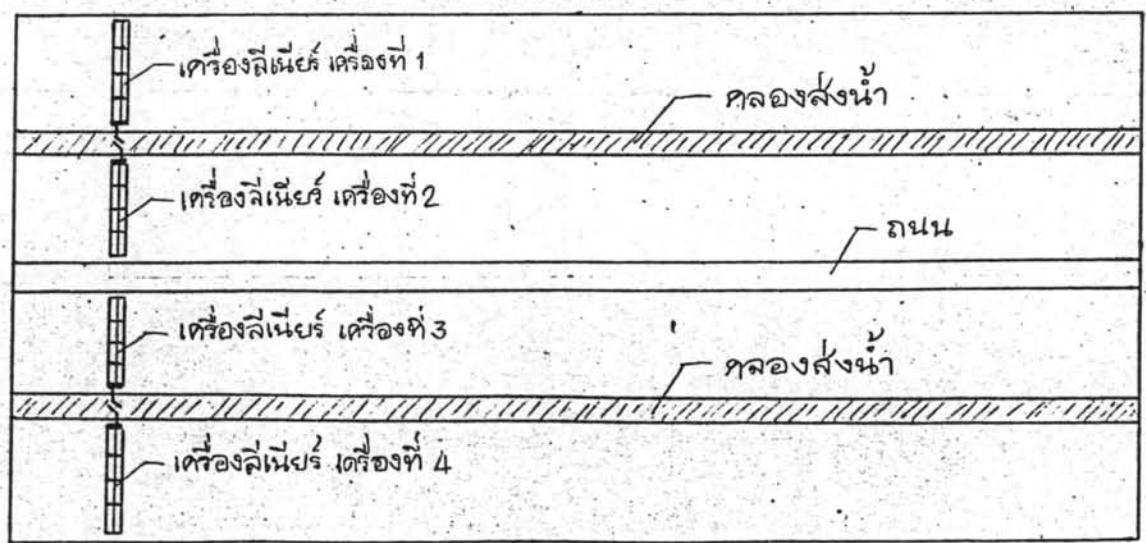 เครื่องลีเนียร์ เครื่องที่ 1
คลองส่งน้ำ
เครื่องลีเนียร์ เครื่องที่ 2
ถนน
เครื่องลีเนียร์ เครื่องที่ 3
คลองส่งน้ำ
เครื่องลีเนียร์ เครื่องที่ 4